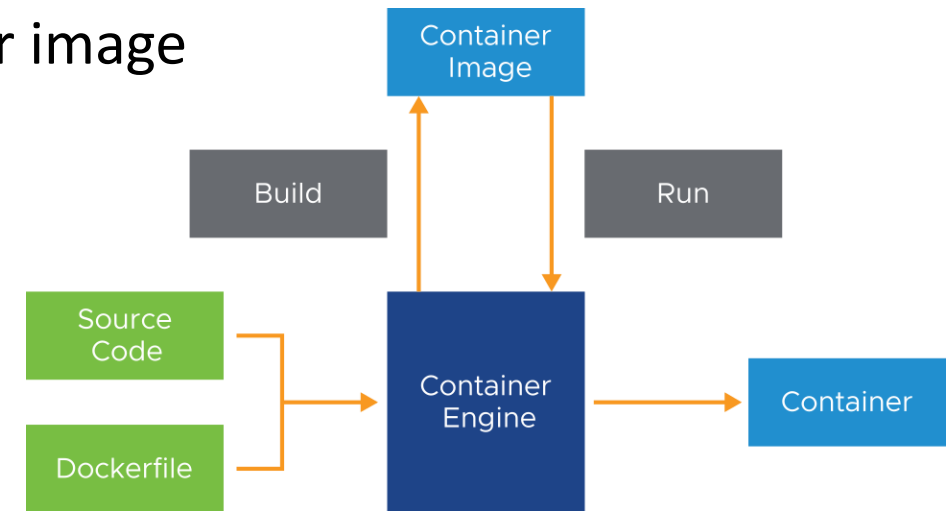 r image
Container
Image
Build
Run
Source
Code
Container
Engine
Container
Dockerfile